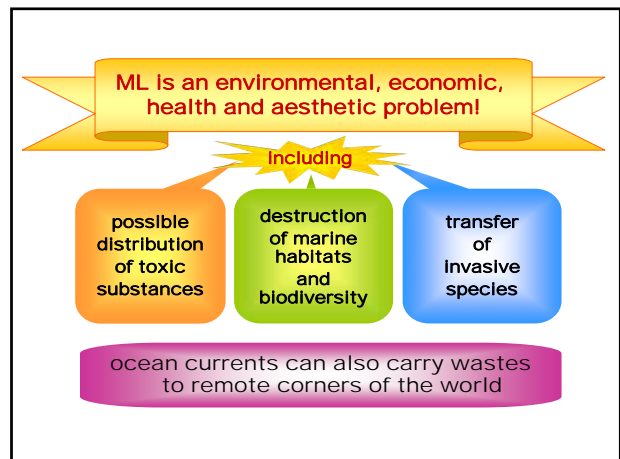 ML is an environmental, economic,
health and aesthetic problem!
including
possible
distribution
of toxic
substances
destruction
of marine
habitats
and
biodiversity
transfer
of
invasive
species
ocean currents can also carry wastes
to remote corners of the world